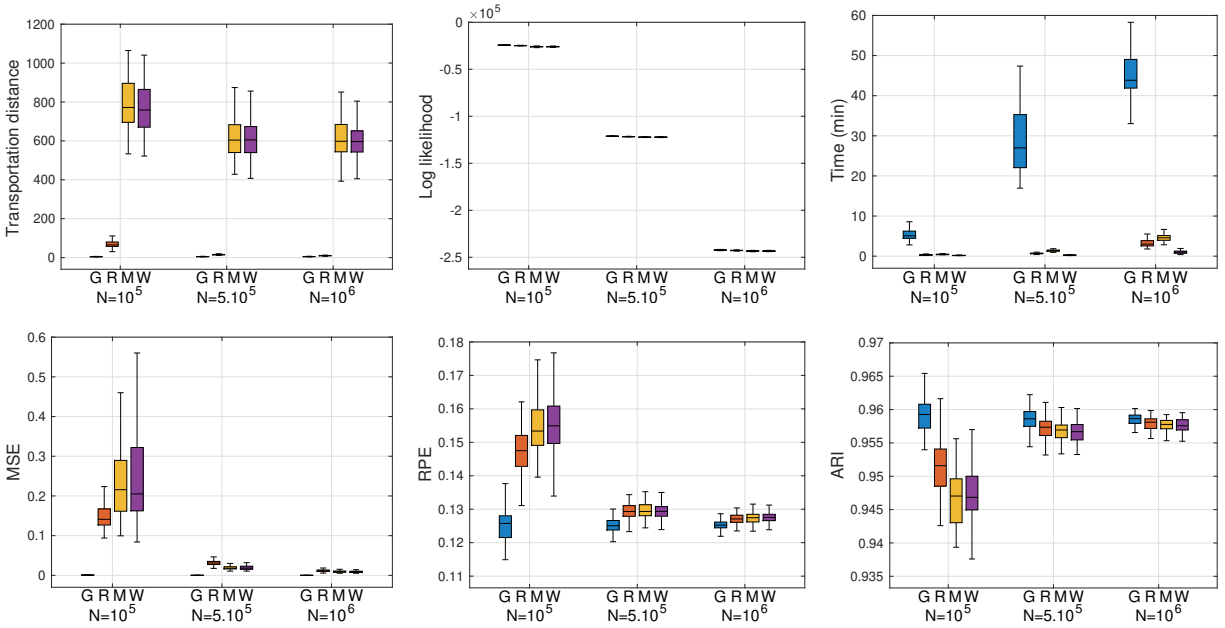 Transportation distance
1200
1000
800
600
400
200
0
G R M W G R M W G R M W
N=10^5 N=5.10^5 N=10^6
×10^5
Log likelihood
0
-0.5
-1
-1.5
-2
-2.5
G R M W G R M W G R M W
N=10^5 N=5.10^5 N=10^6
Time (min)
60
50
40
30
20
10
0
G R M W G R M W G R M W
N=10^5 N=5.10^5 N=10^6
MSE
0.6
0.5
0.4
0.3
0.2
0.1
0
G R M W G R M W G R M W
N=10^5 N=5.10^5 N=10^6
RPE
0.18
0.17
0.16
0.15
0.14
0.13
0.12
0.11
G R M W G R M W G R M W
N=10^5 N=5.10^5 N=10^6
ARI
0.97
0.965
0.96
0.955
0.95
0.945
0.94
0.935
G R M W G R M W G R M W
N=10^5 N=5.10^5 N=10^6